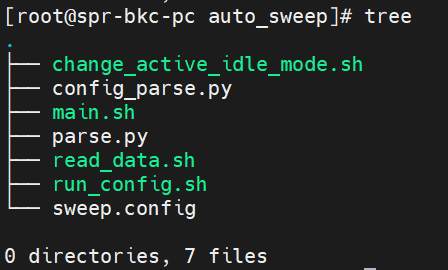 [root@spr-bkc-pc auto_sweep]# tree
.
├── change_active_idle_mode.sh
├── config_parse.py
├── main.sh
├── parse.py
├── read_data.sh
├── run_config.sh
└── sweep.config
0 directories, 7 files